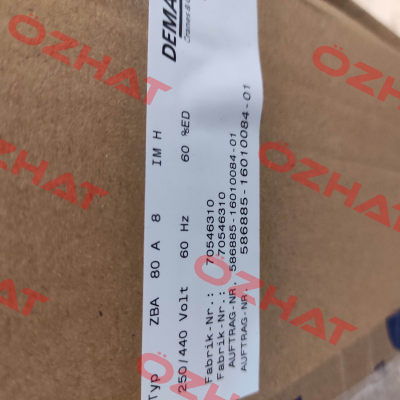 DEMA
Cranes &
Typ ZBA 80 A 8 IM H
250/440 Volt 60 Hz 60 %ED
Fabrik-Nr.: 70546310
Fabrik-Nr.: 70546310
AUFTRAG-NR. 586885-16010084-01
AUFTRAG-NR. 586885-16010084-01
OZHAT
OZHAT
OZHAT
OZHAT
OZHAT
OZHAT